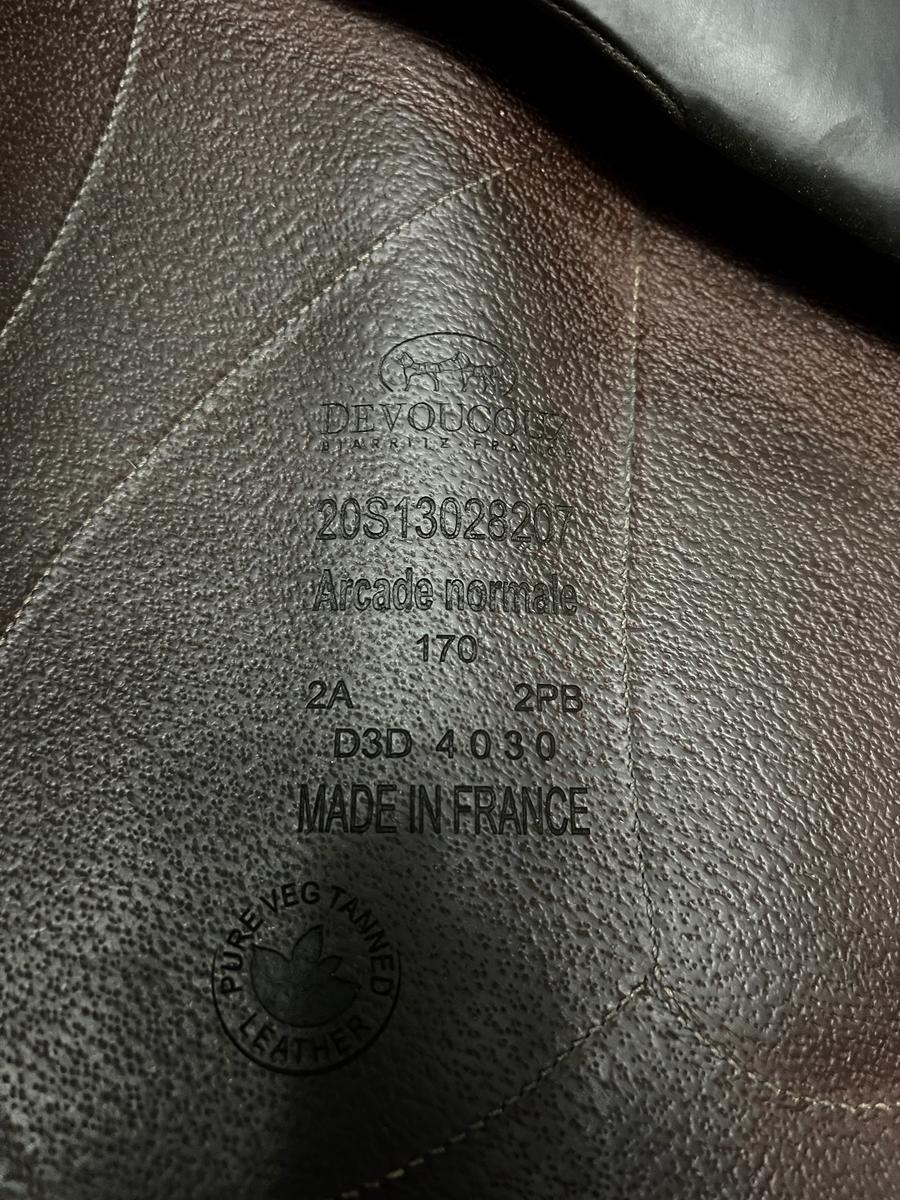 DEVOUCOUX
BIARRITZ FRANCE
20S13028207
Arcade normale
170
2A 2PB
D3D 4030
MADE IN FRANCE
PURE VEG TANNED
· LEATHER ·